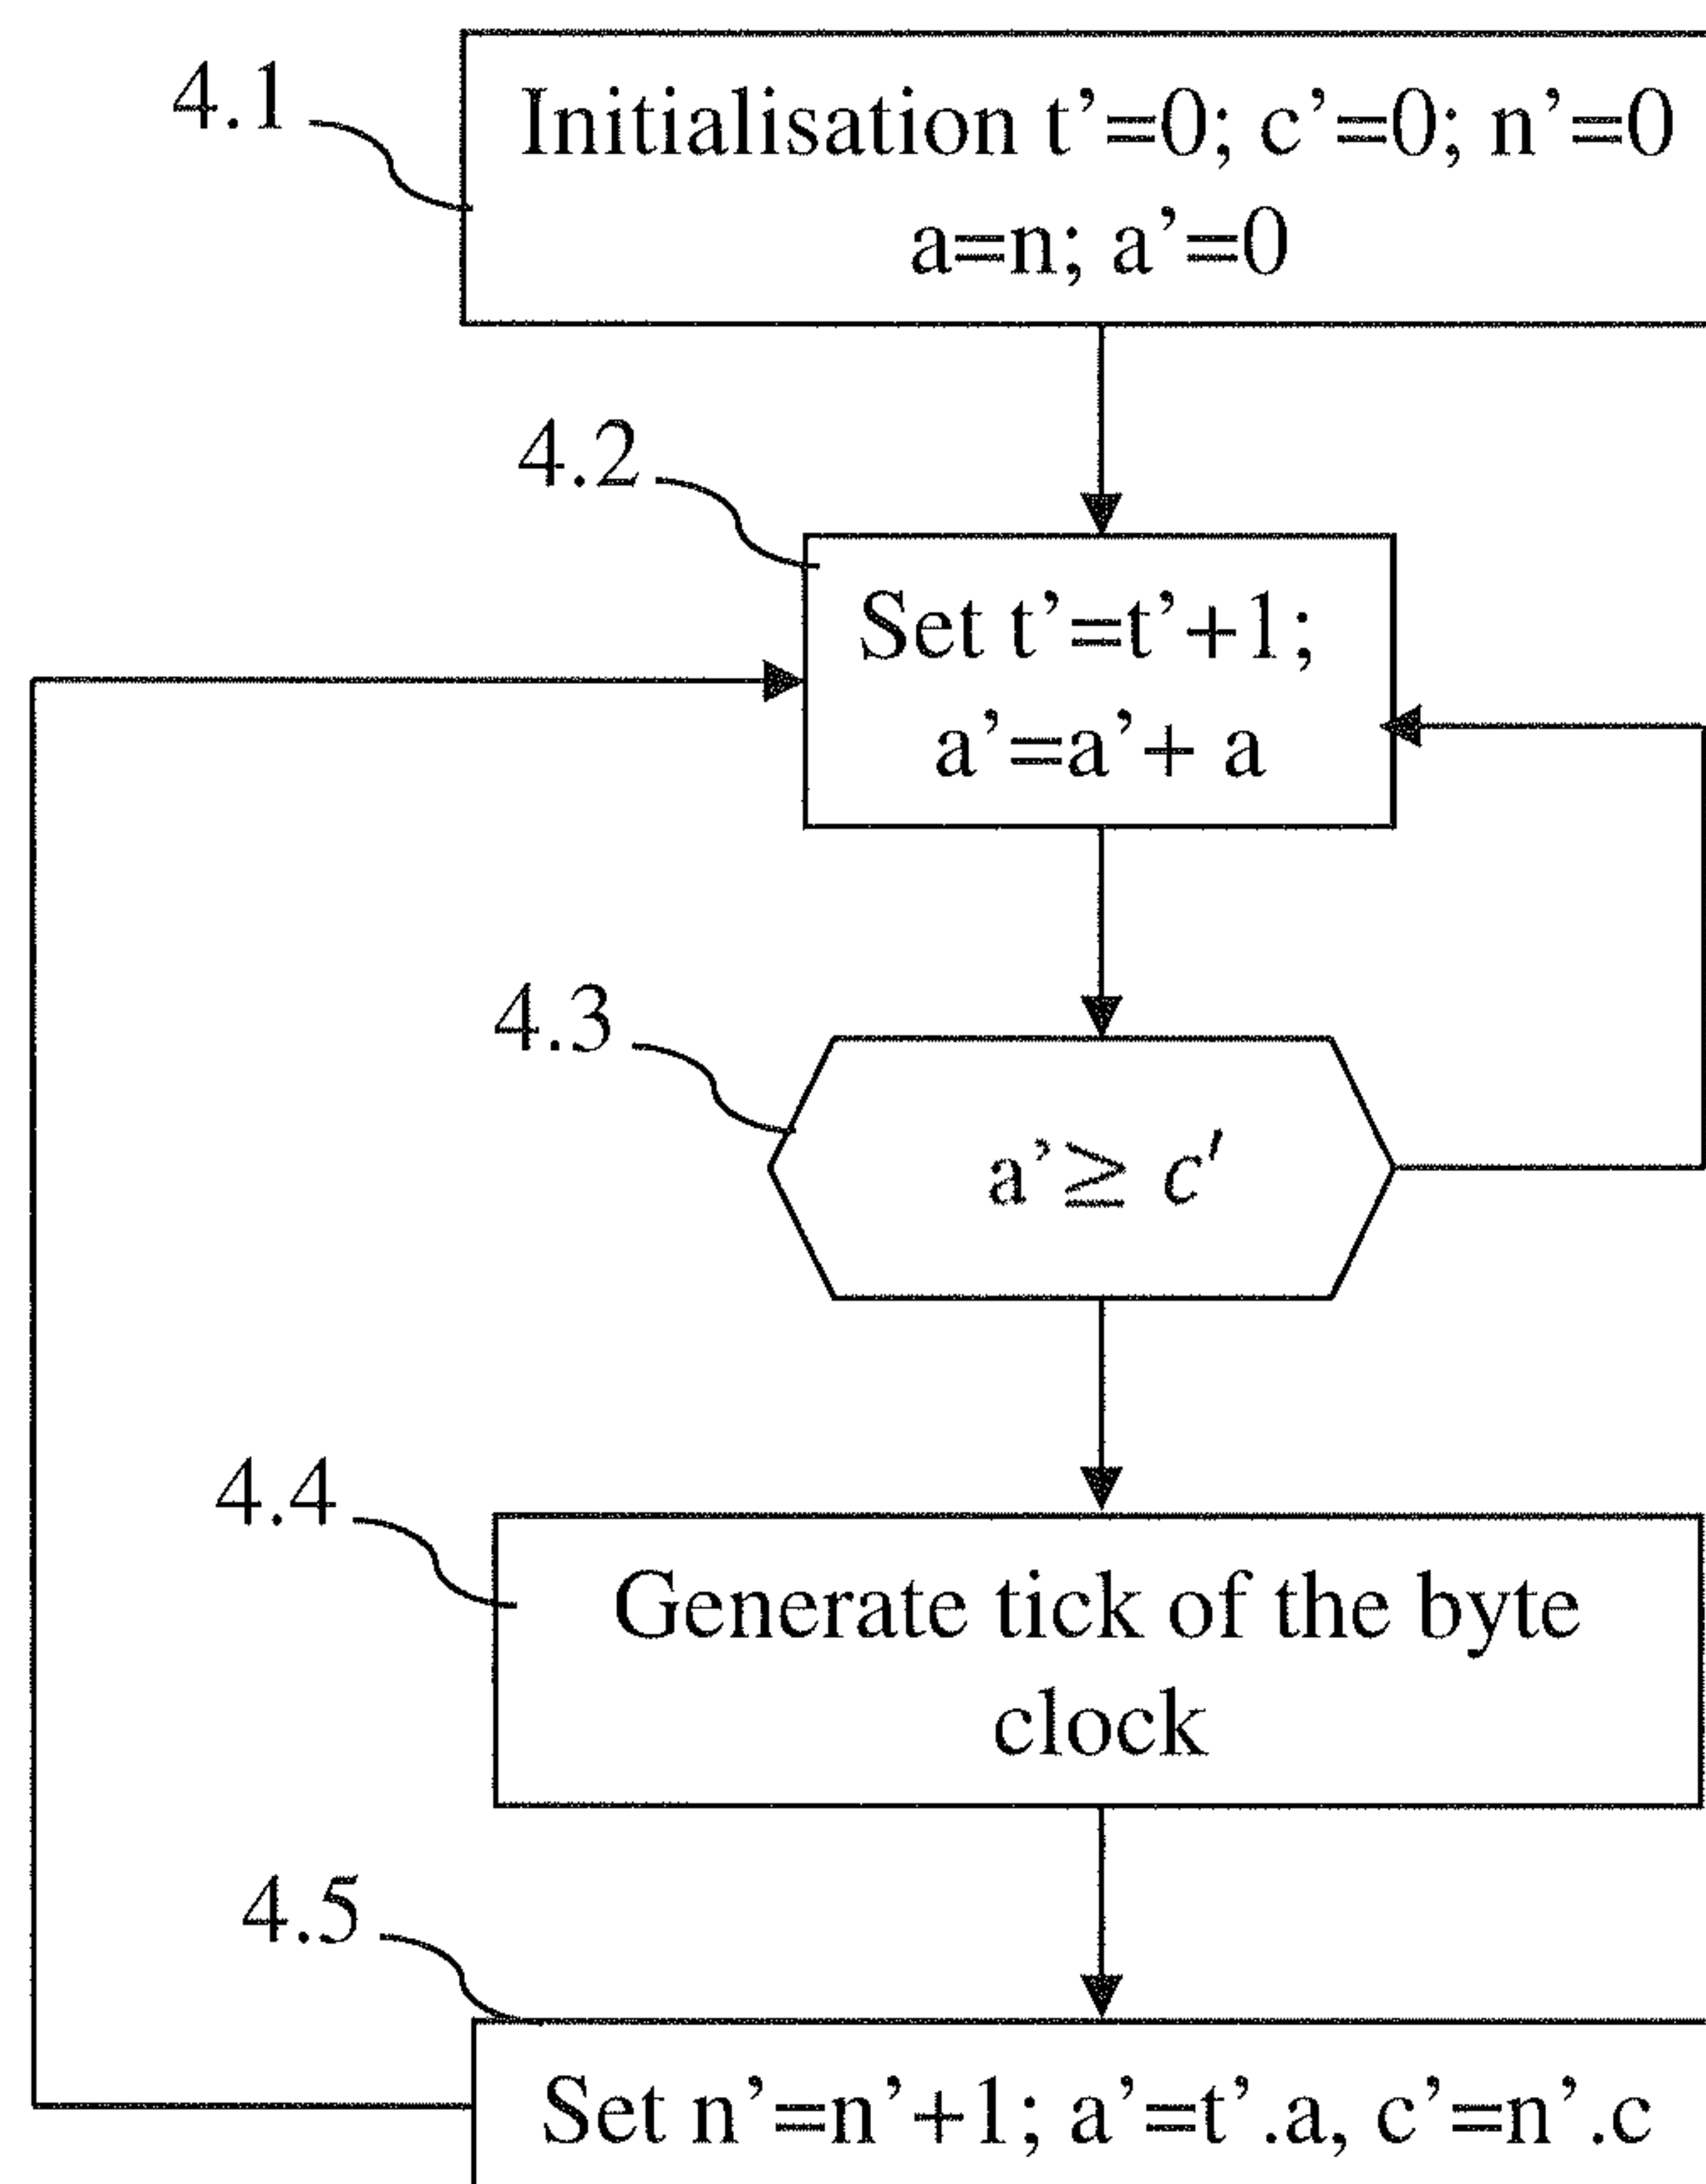 4.1
Initialisation t’=0; c’=0; n’=0
a=n; a’=0
4.2
Set t’=t’+1;
a’=a’+ a
4.3
a’≥ c′
4.4
Generate tick of the byte
clock
4.5
Set n’=n’+1; a’=t’.a, c’=n’.c